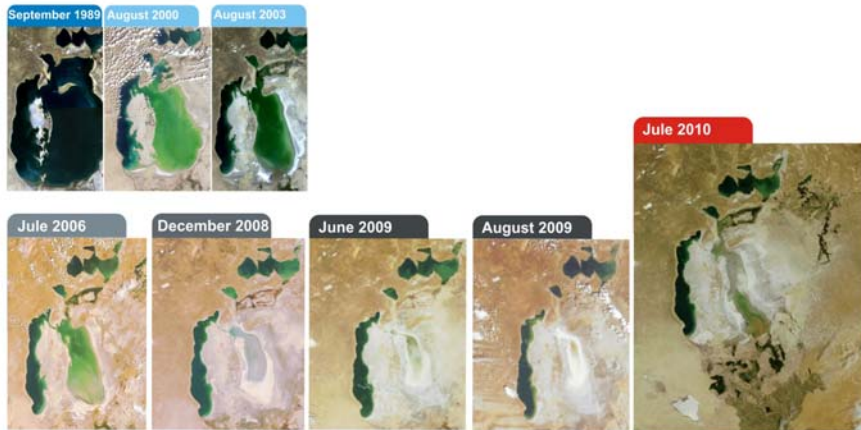 September 1989
August 2000
August 2003
Jule 2010
Jule 2006
December 2008
June 2009
August 2009